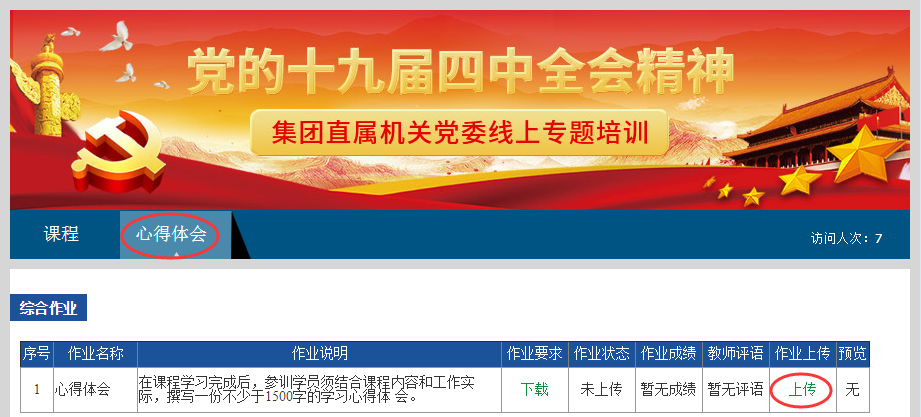 党的十九届四中全会精神
集团直属机关党委线上专题培训
课程 心得体会 访问人次：7
综合作业
序号 作业名称 作业说明 作业要求 作业状态 作业成绩 教师评语 作业上传 预览
1 心得体会 在课程学习完成后，参训学员须结合课程内容和工作实 下载 未上传 暂无成绩 暂无评语 上传 无
际，撰写一份不少于1500字的学习心得体 会。